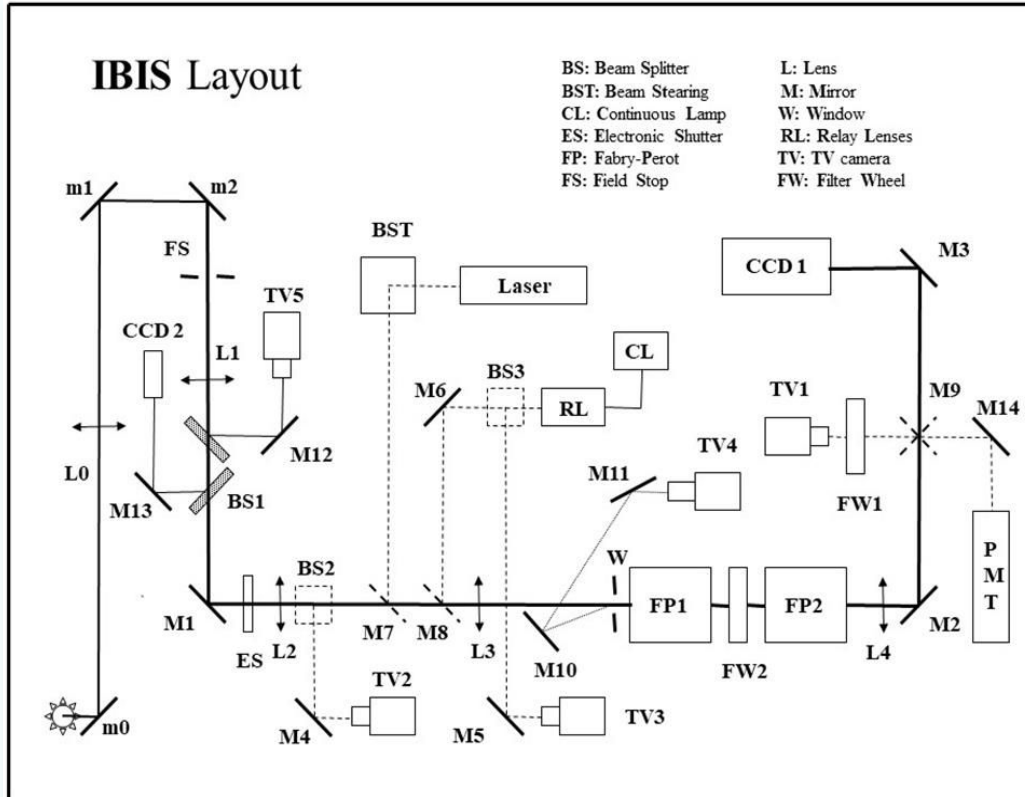 IBIS Layout
BS: Beam Splitter
BST: Beam Stearing
CL: Continuous Lamp
ES: Electronic Shutter
FP: Fabry-Perot
FS: Field Stop
L: Lens
M: Mirror
W: Window
RL: Relay Lenses
TV: TV camera
FW: Filter Wheel
m1
m2
FS
BST
M3
CCD 1
Laser
TV5
CCD 2
L1
CL
BS3
M6
RL
TV1
M9
M14
M12
TV4
L0
M11
M13
BS1
FW1
BS2
W
PMT
FP1
FP2
M1
M7
M8
M2
L2
L3
M10
L4
ES
FW2
TV2
m0
M4
M5
TV3